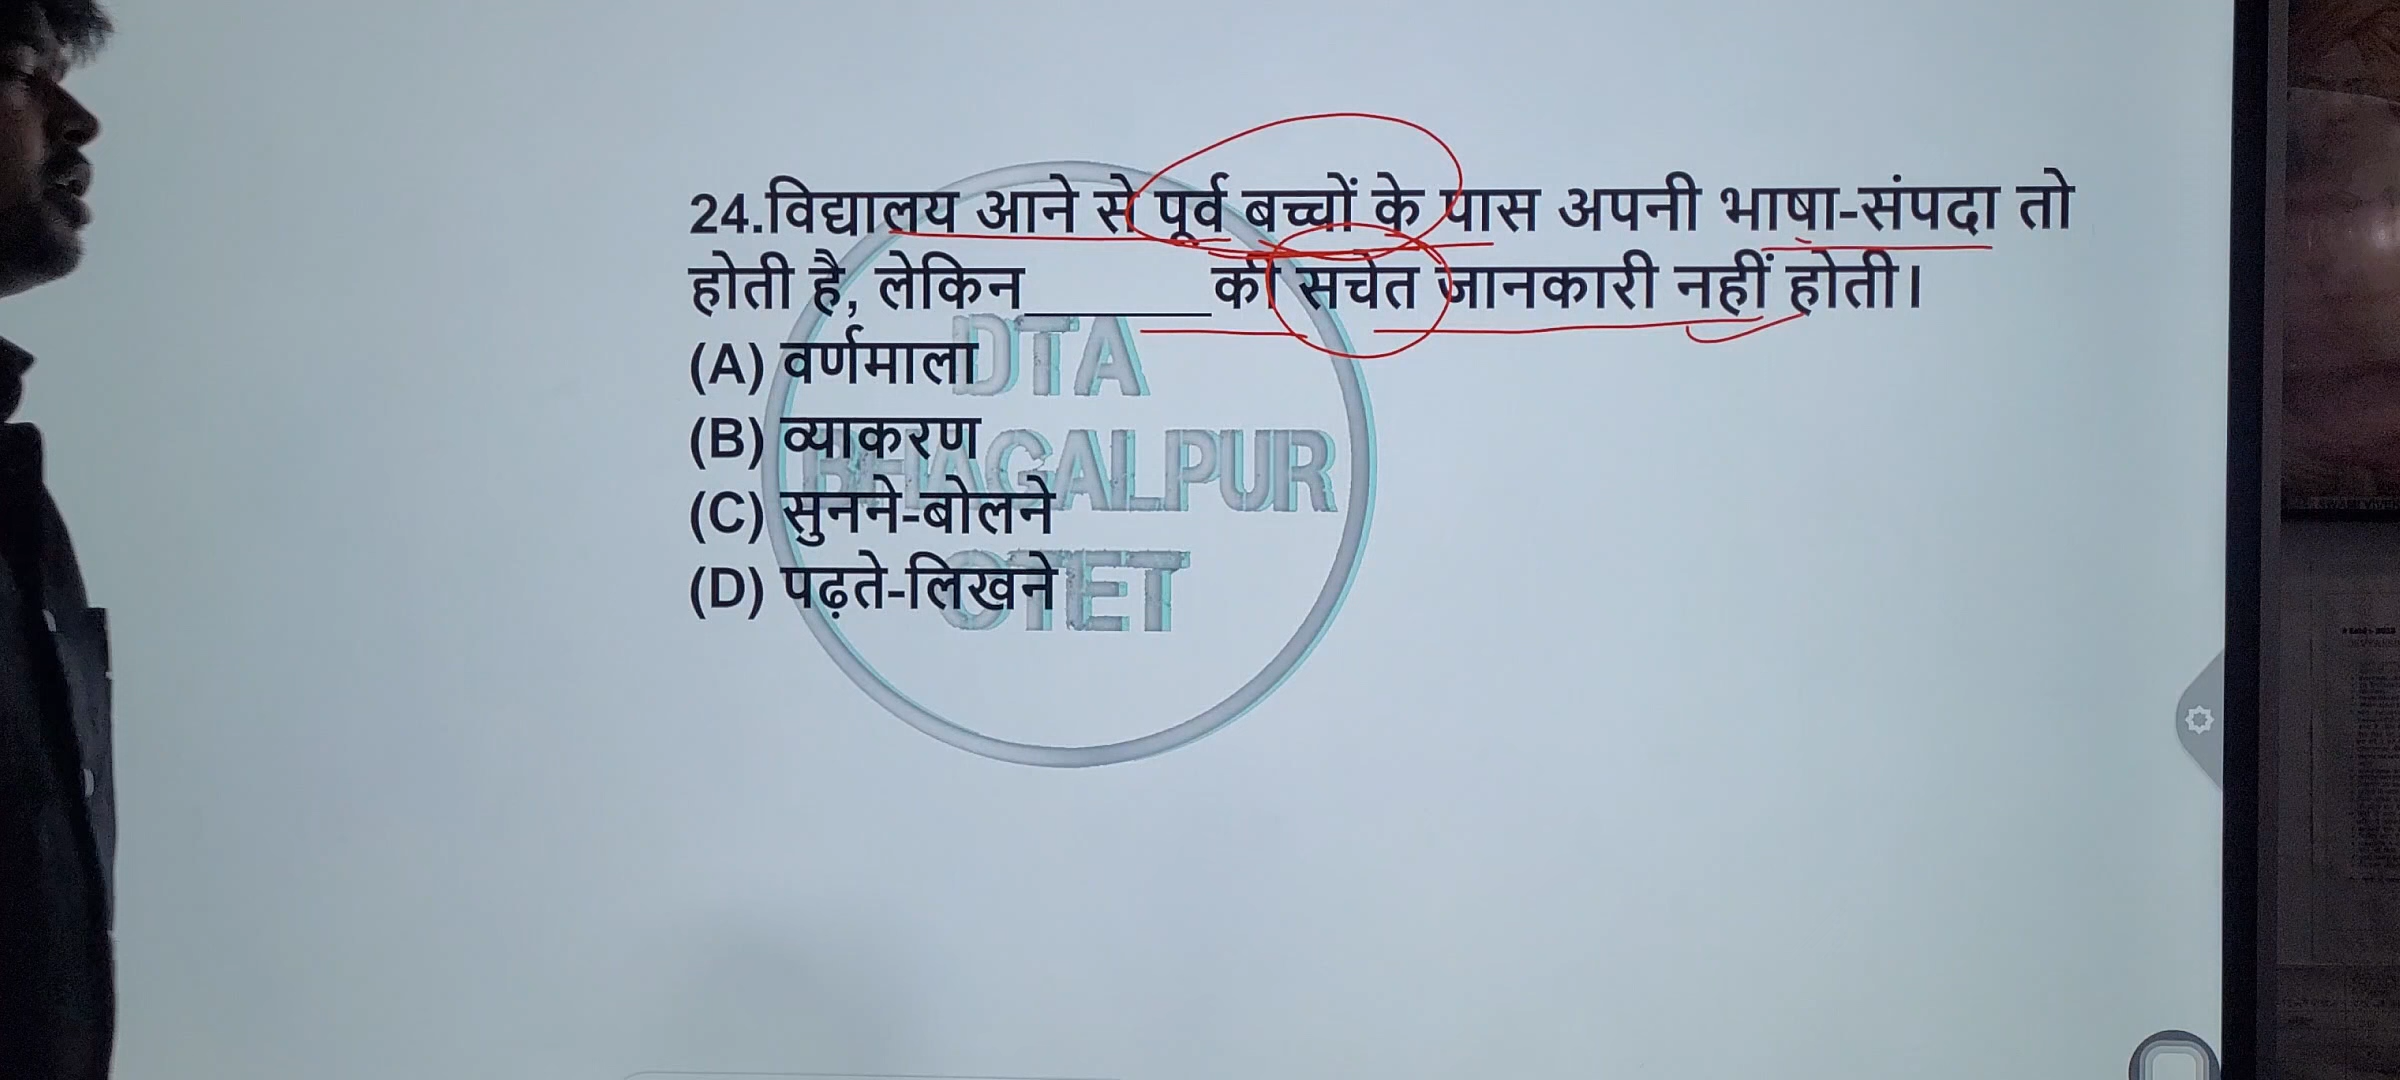 24.विद्यालय आने से पूर्व बच्चों के पास अपनी भाषा-संपदा तो
होती है, लेकिन______की सचेत जानकारी नहीं होती।
(A) वर्णमाला
(B) व्याकरण
(C) सुनने-बोलने
(D) पढ़ते-लिखने
DTA
BHAGALPUR
CTET